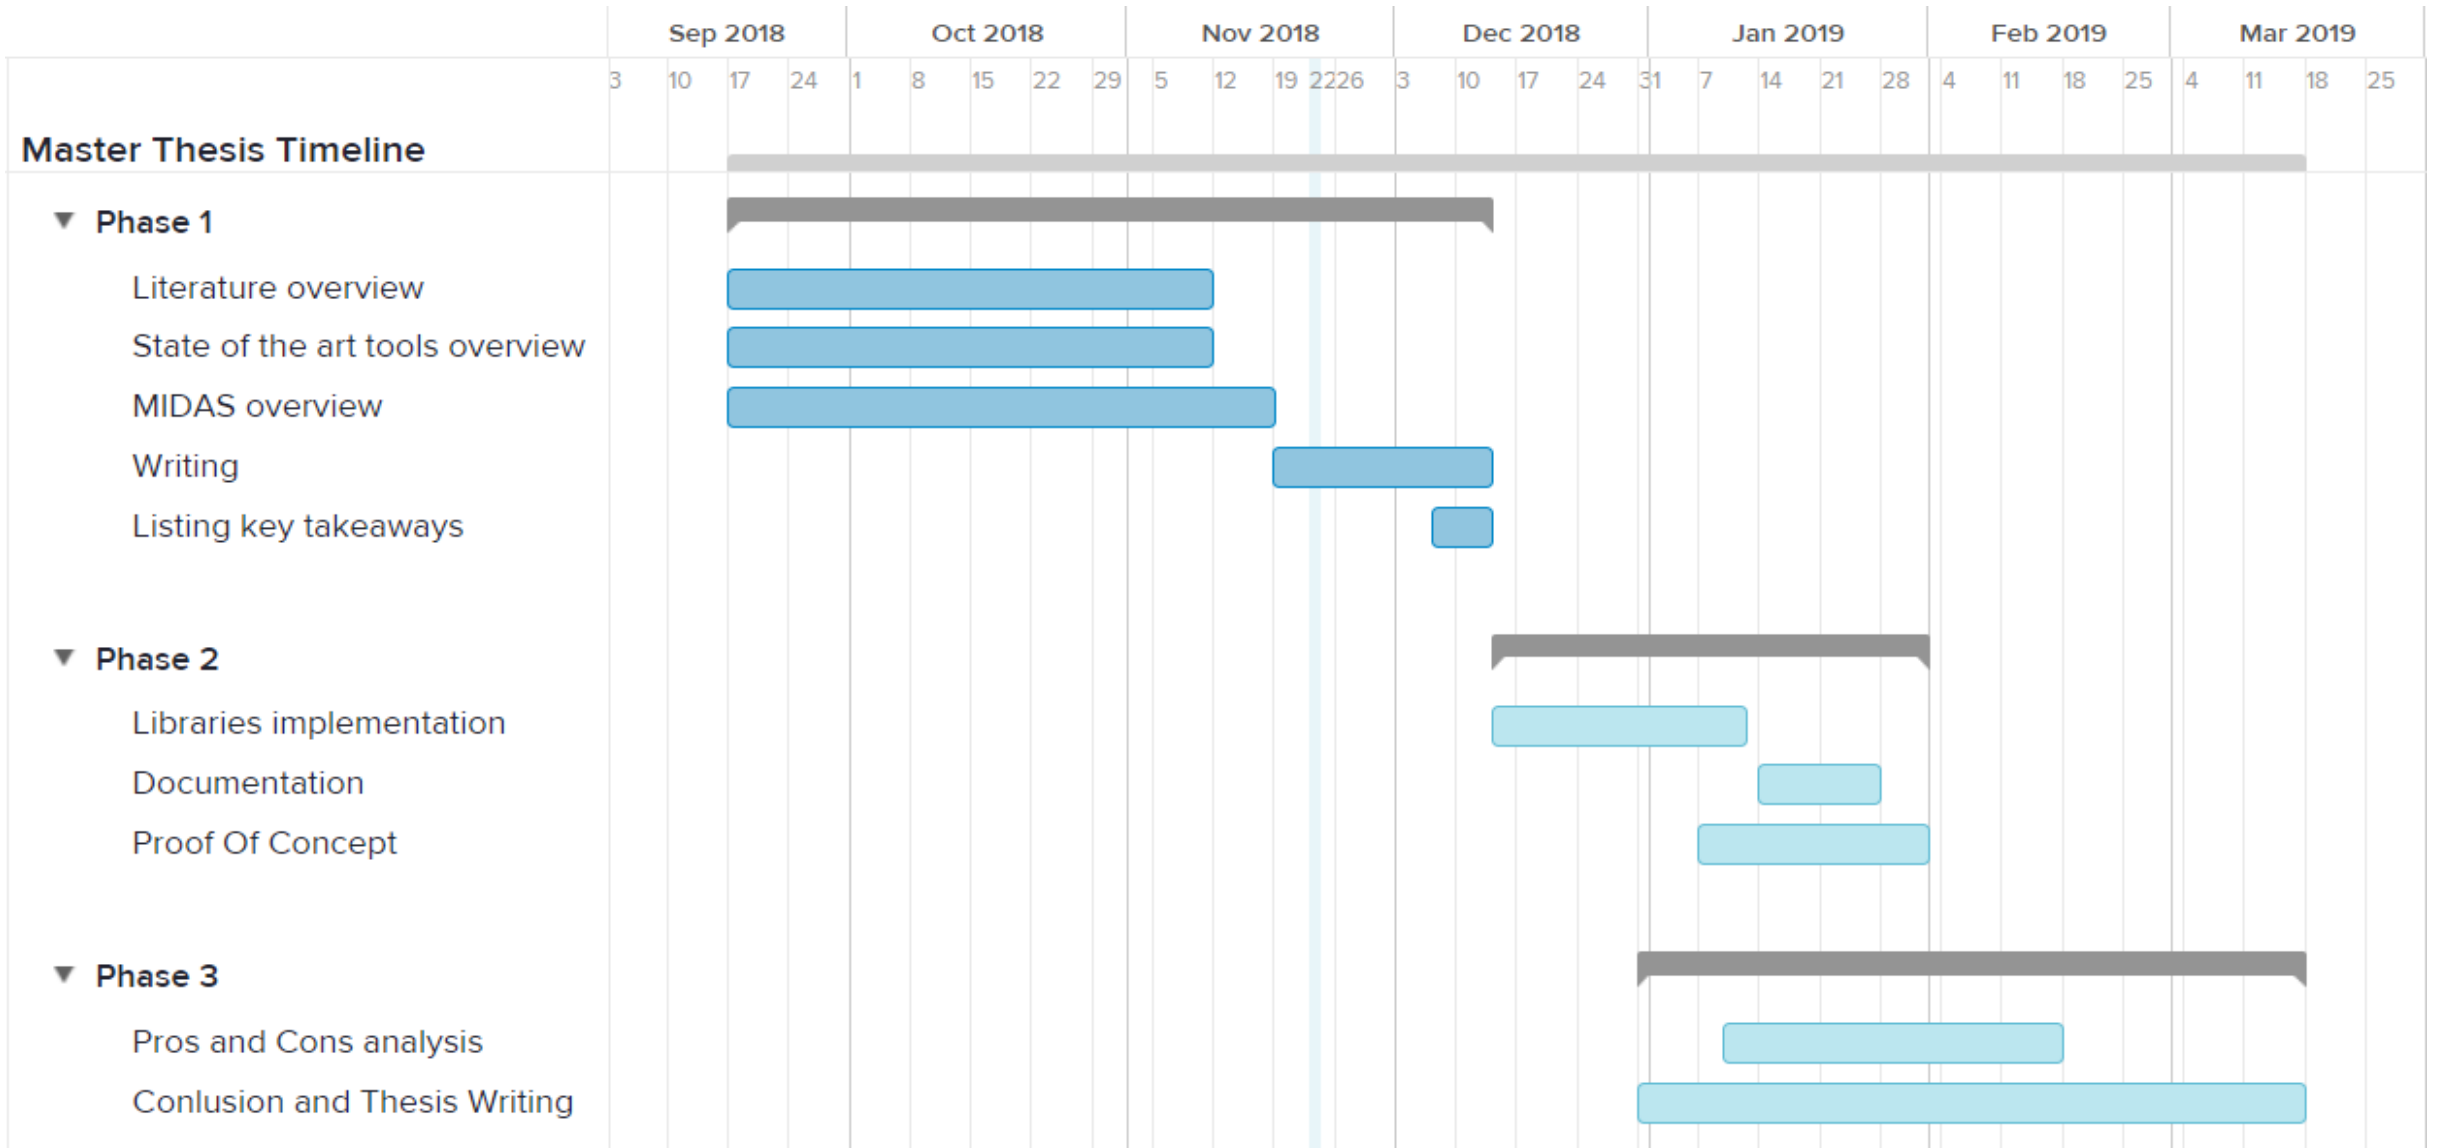 Sep 2018 Oct 2018 Nov 2018 Dec 2018 Jan 2019 Feb 2019 Mar 2019
3 10 17 24 1 8 15 22 29 5 12 19 22 26 3 10 17 24 31 7 14 21 28 4 11 18 25 4 11 18 25
Master Thesis Timeline
Phase 1
Literature overview
State of the art tools overview
MIDAS overview
Writing
Listing key takeaways
Phase 2
Libraries implementation
Documentation
Proof Of Concept
Phase 3
Pros and Cons analysis
Conlusion and Thesis Writing